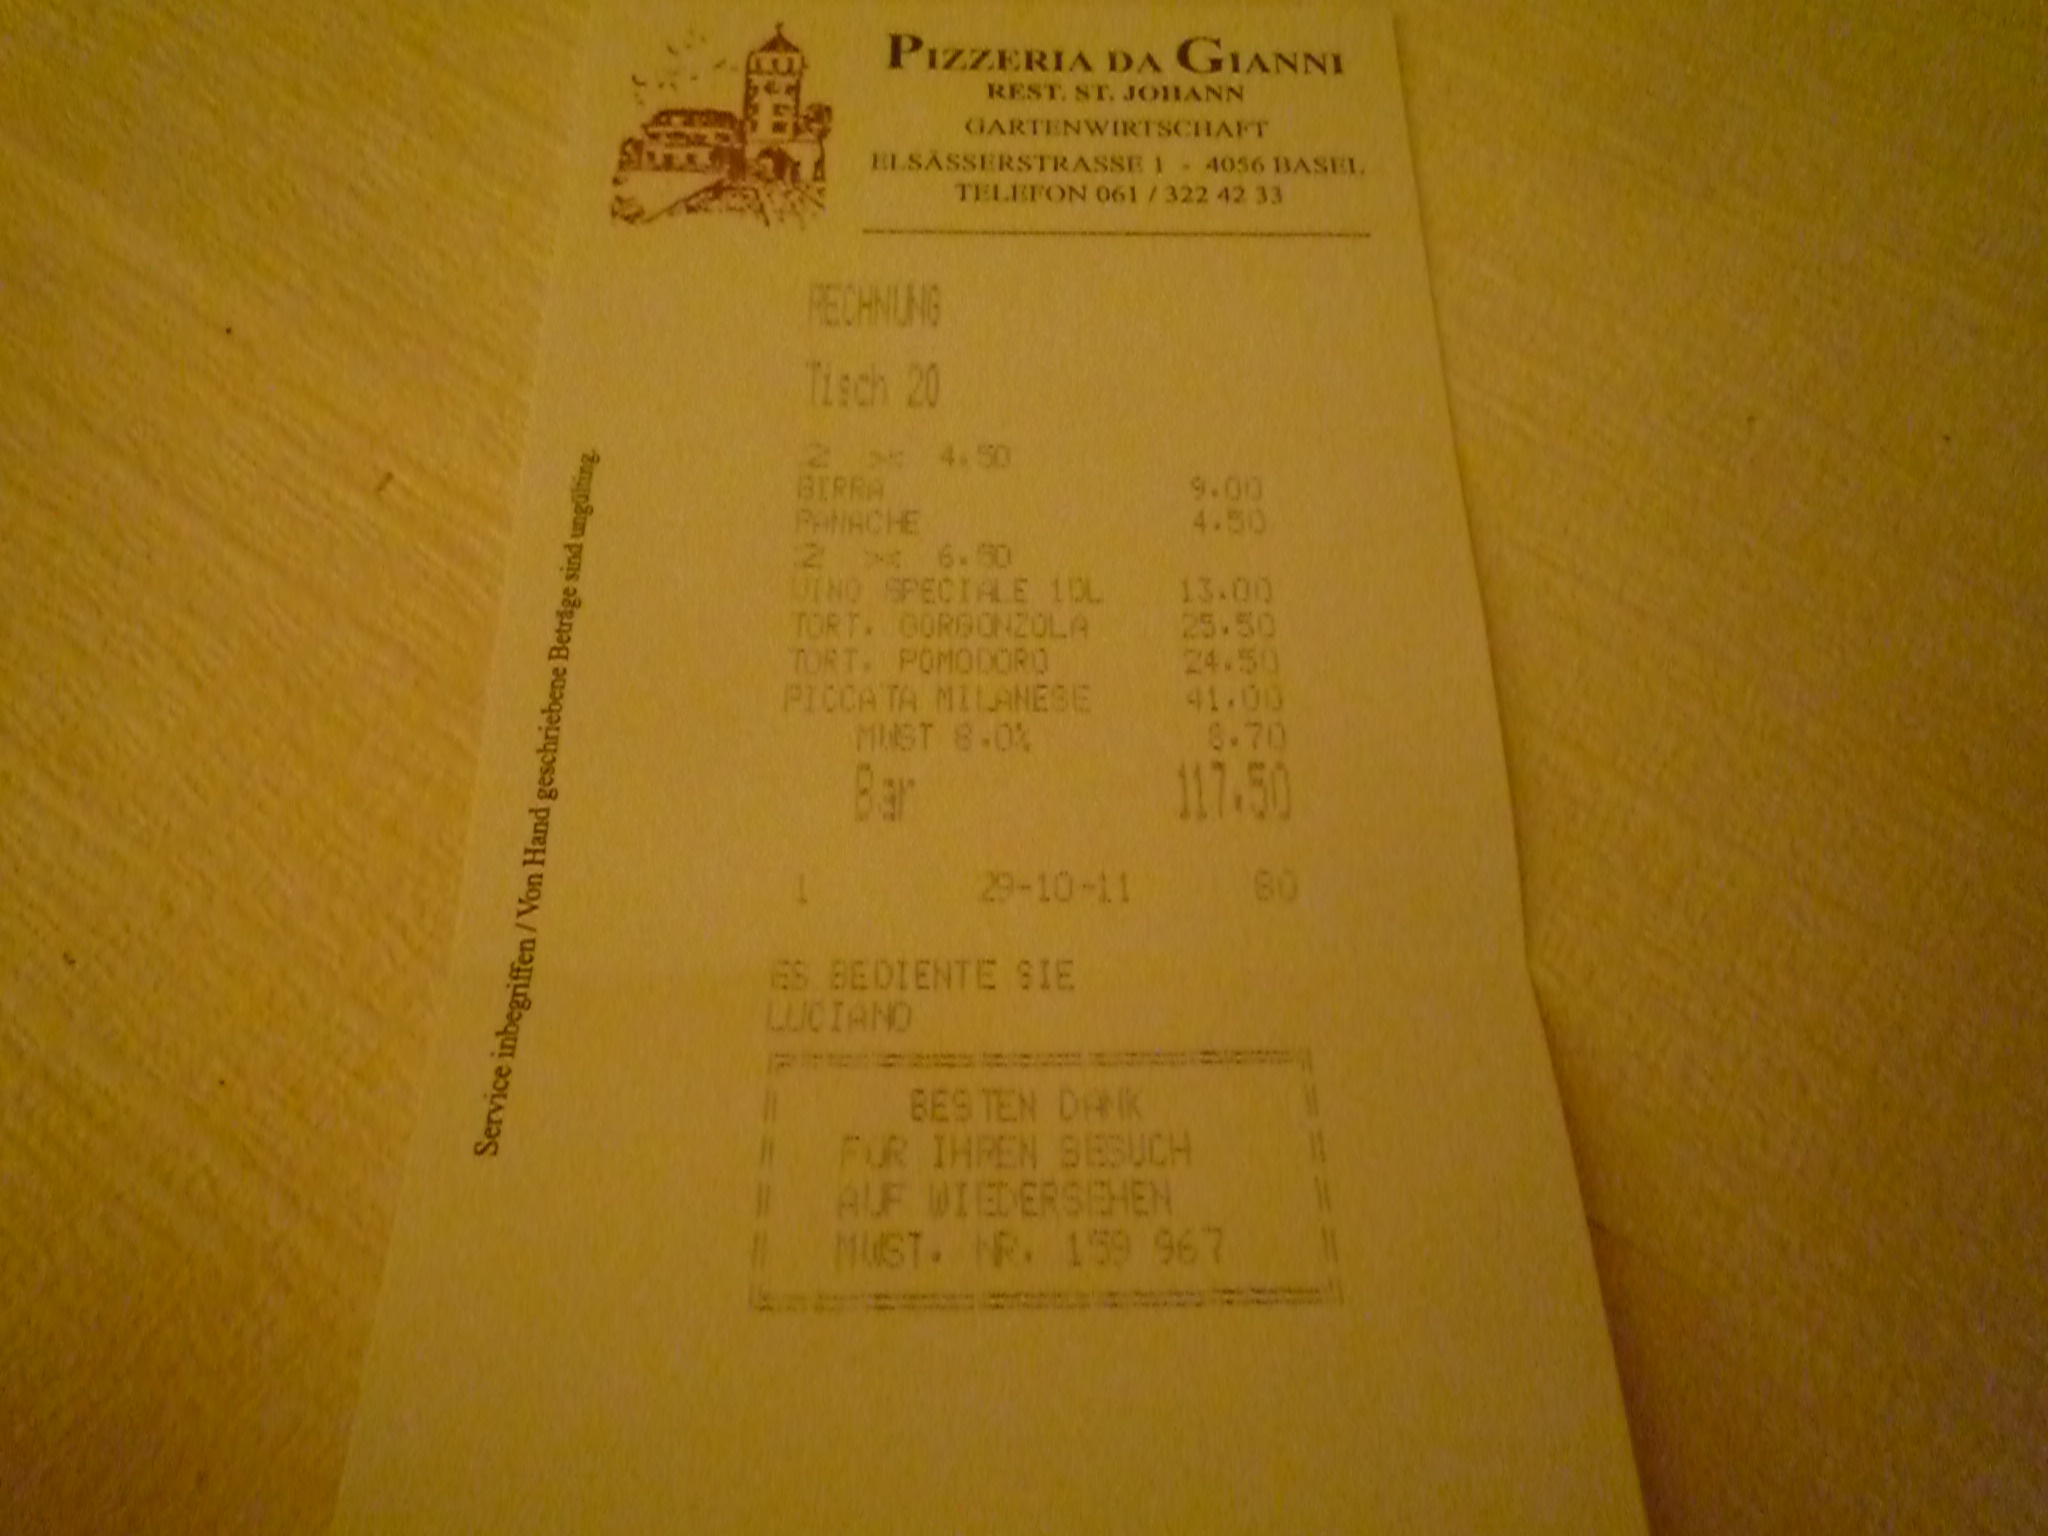 PIZZERIA DA GIANNI
REST. ST. JOHANN
GARTENWIRTSCHAFT
ELSÄSSERSTRASSE 1 - 4056 BASEL
TELEFON 061 / 322 42 33
RECHNUNG
Tisch 20
2 x 4.50
BIRRA 9.00
PANACHE 4.50
2 x 6.50
VINO SPECIALE 1DL 13.00
TORT. GORGONZOLA 25.50
TORT. POMODORO 24.50
PICCATA MILANESE 41.00
MWST 8.0% 8.70
Bar 117.50
1 29-10-11 80
ES BEDIENTE SIE
LUCIANO
BESTEN DANK
FUR IHREN BESUCH
AUF WIEDERSEHEN
MWST. NR. 159 967
Service inbegriffen / Von Hand geschriebene Beträge sind ungülting.